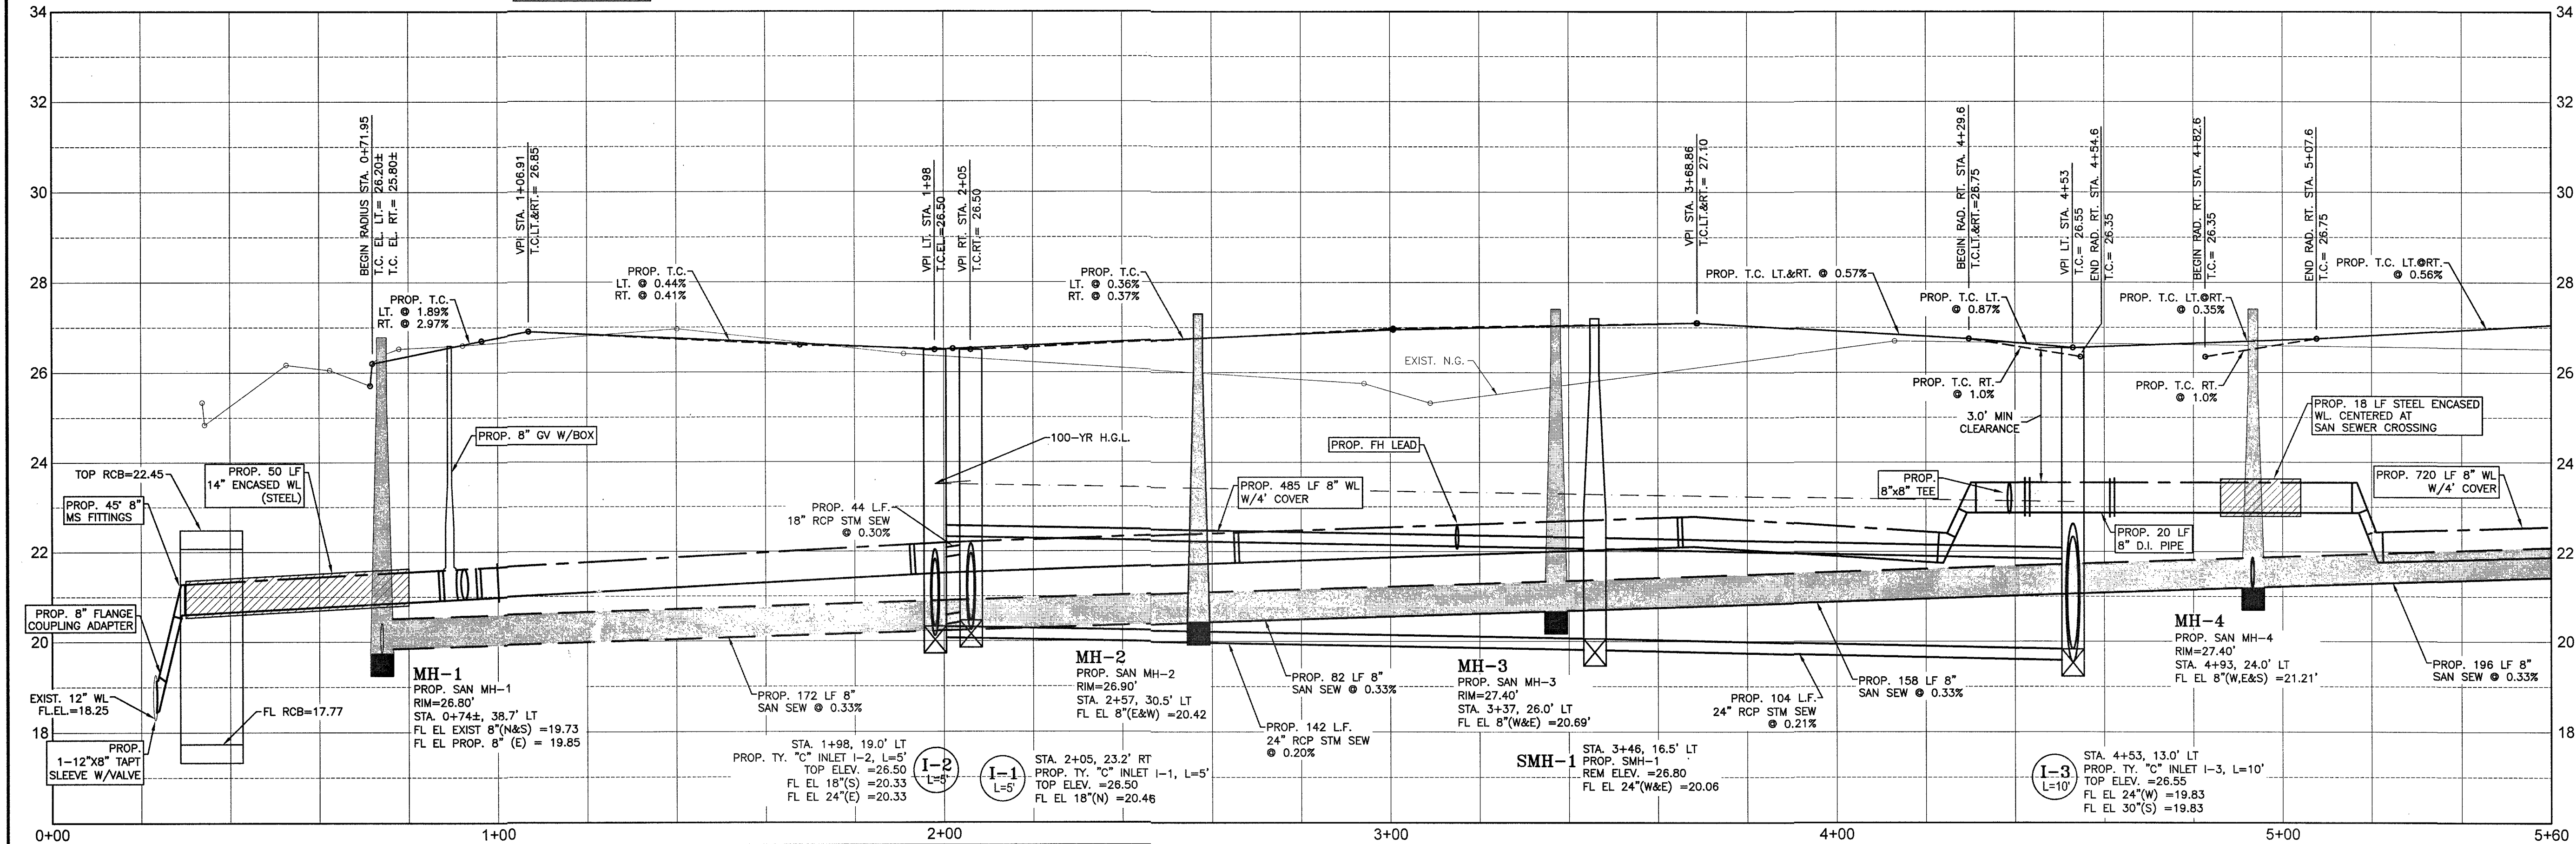 34
32
30
28
26
24
22
20
18
34
32
30
28
26
24
22
20
18
BEGIN RADIUS STA. 0+71.95
T.C. EL. LT.= 26.20±
T.C. EL. RT.= 25.80±
VPI STA. 1+06.91
T.C.LT.&RT.= 26.85
VPI LT. STA. 1+98
T.C.EL.=26.50
VPI RT. STA. 2+05
T.C.RT.= 26.50
VPI STA. 3+68.86
T.C.LT.&RT.= 27.10
BEGIN RAD. RT. STA. 4+29.6
T.C.LT.&RT.=26.75
VPI LT. STA. 4+53
T.C.= 26.55
END RAD. RT. STA. 4+54.6
T.C.= 26.35
BEGIN RAD. RT. STA. 4+82.6
T.C.= 26.35
END RAD. RT. STA. 5+07.6
T.C.= 26.75
PROP. T.C.
LT. @ 1.89%
RT. @ 2.97%
PROP. T.C.
LT. @ 0.44%
RT. @ 0.41%
PROP. T.C.
LT. @ 0.36%
RT. @ 0.37%
PROP. T.C. LT.&RT. @ 0.57%
PROP. T.C. LT.
@ 0.87%
PROP. T.C. LT.@RT.
@ 0.35%
PROP. T.C. LT.@RT.
@ 0.56%
EXIST. N.G.
PROP. T.C. RT.
@ 1.0%
PROP. T.C. RT.
@ 1.0%
3.0' MIN
CLEARANCE
PROP. 18 LF STEEL ENCASED
WL. CENTERED AT
SAN SEWER CROSSING
PROP. 8" GV W/BOX
100-YR H.G.L.
PROP. FH LEAD
TOP RCB=22.45
PROP. 50 LF
14" ENCASED WL
(STEEL)
PROP. 45° 8"
MS FITTINGS
PROP. 44 L.F.
18" RCP STM SEW
@ 0.30%
PROP. 485 LF 8" WL
W/4' COVER
PROP.
8"x8" TEE
PROP. 720 LF 8" WL
W/4' COVER
PROP. 20 LF
8" D.I. PIPE
PROP. 8" FLANGE
COUPLING ADAPTER
EXIST. 12" WL
FL.EL.=18.25
PROP.
1-12"X8" TAPT
SLEEVE W/VALVE
FL RCB=17.77
MH-1
PROP. SAN MH-1
RIM=26.80'
STA. 0+74±, 38.7' LT
FL EL EXIST 8"(N&S) =19.73
FL EL PROP. 8" (E) = 19.85
PROP. 172 LF 8"
SAN SEW @ 0.33%
MH-2
PROP. SAN MH-2
RIM=26.90'
STA. 2+57, 30.5' LT
FL EL 8"(E&W) =20.42
PROP. 82 LF 8"
SAN SEW @ 0.33%
PROP. 142 L.F.
24" RCP STM SEW
@ 0.20%
MH-3
PROP. SAN MH-3
RIM=27.40'
STA. 3+37, 26.0' LT
FL EL 8"(W&E) =20.69'
PROP. 104 L.F.
24" RCP STM SEW
@ 0.21%
PROP. 158 LF 8"
SAN SEW @ 0.33%
MH-4
PROP. SAN MH-4
RIM=27.40'
STA. 4+93, 24.0' LT
FL EL 8"(W,E&S) =21.21'
PROP. 196 LF 8"
SAN SEW @ 0.33%
STA. 1+98, 19.0' LT
PROP. TY. "C" INLET I-2, L=5'
TOP ELEV. =26.50
FL EL 18"(S) =20.33
FL EL 24"(E) =20.33
I-2
L=5'
I-1
L=5'
STA. 2+05, 23.2' RT
PROP. TY. "C" INLET I-1, L=5'
TOP ELEV. =26.50
FL EL 18"(N) =20.46
SMH-1
STA. 3+46, 16.5' LT
PROP. SMH-1
REM ELEV. =26.80
FL EL 24"(W&E) =20.06
I-3
L=10'
STA. 4+53, 13.0' LT
PROP. TY. "C" INLET I-3, L=10'
TOP ELEV. =26.55
FL EL 24"(W) =19.83
FL EL 30"(S) =19.83
0+00
1+00
2+00
3+00
4+00
5+00
5+60